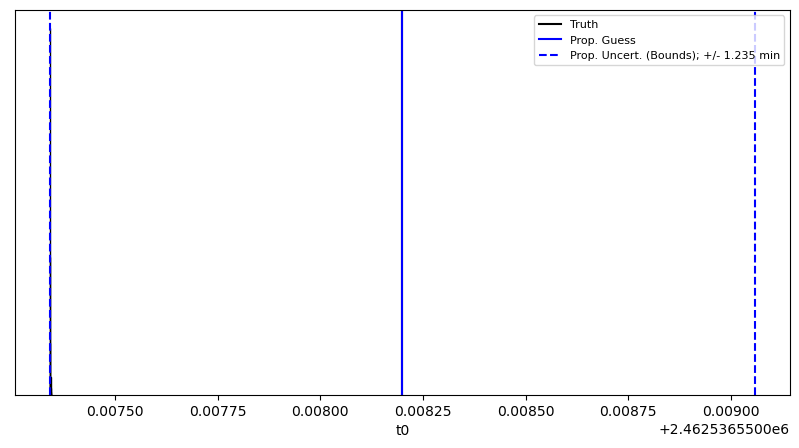 Truth
Prop. Guess
Prop. Uncert. (Bounds); +/- 1.235 min
0.00750 0.00775 0.00800 0.00825 0.00850 0.00875 0.00900
t0
+2.4625365500e6